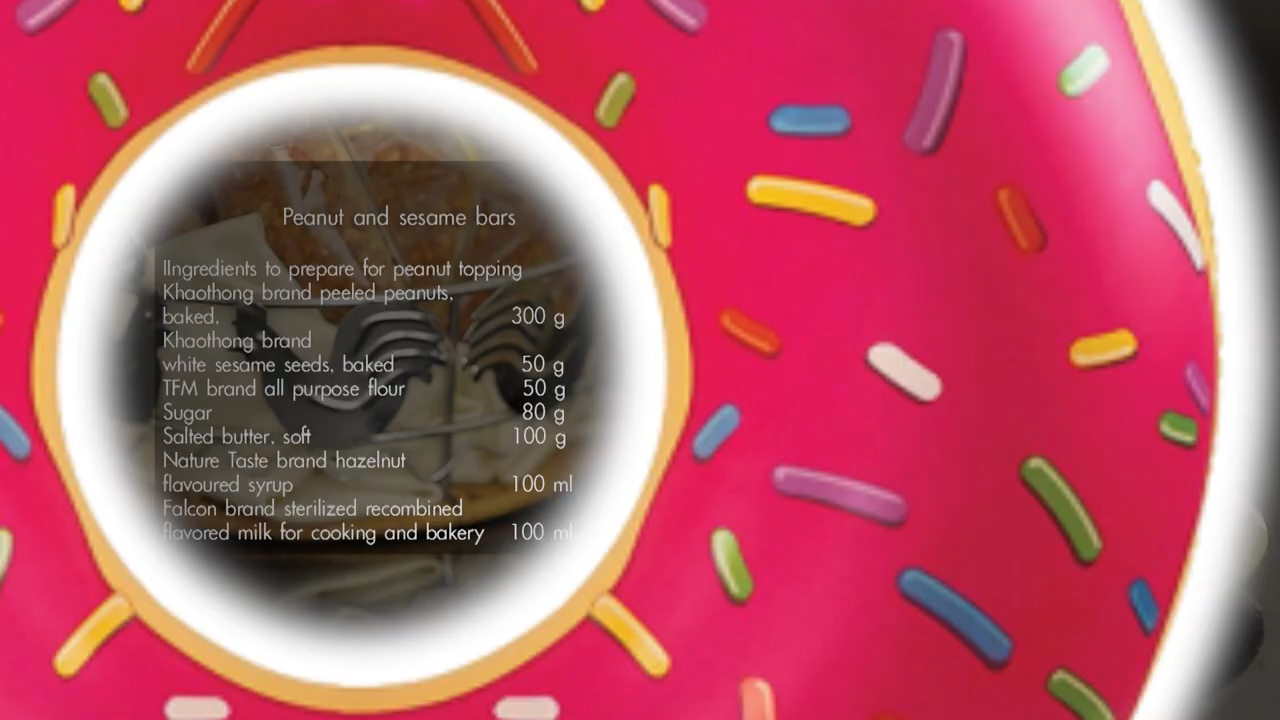 Peanut and sesame bars
IIngredients to prepare for peanut topping
Khaothong brand peeled peanuts,
baked, 300 g
Khaothong brand
white sesame seeds, baked 50 g
TFM brand all purpose flour 50 g
Sugar 80 g
Salted butter, soft 100 g
Nature Taste brand hazelnut
flavoured syrup 100 ml
Falcon brand sterilized recombined
flavored milk for cooking and bakery 100 ml